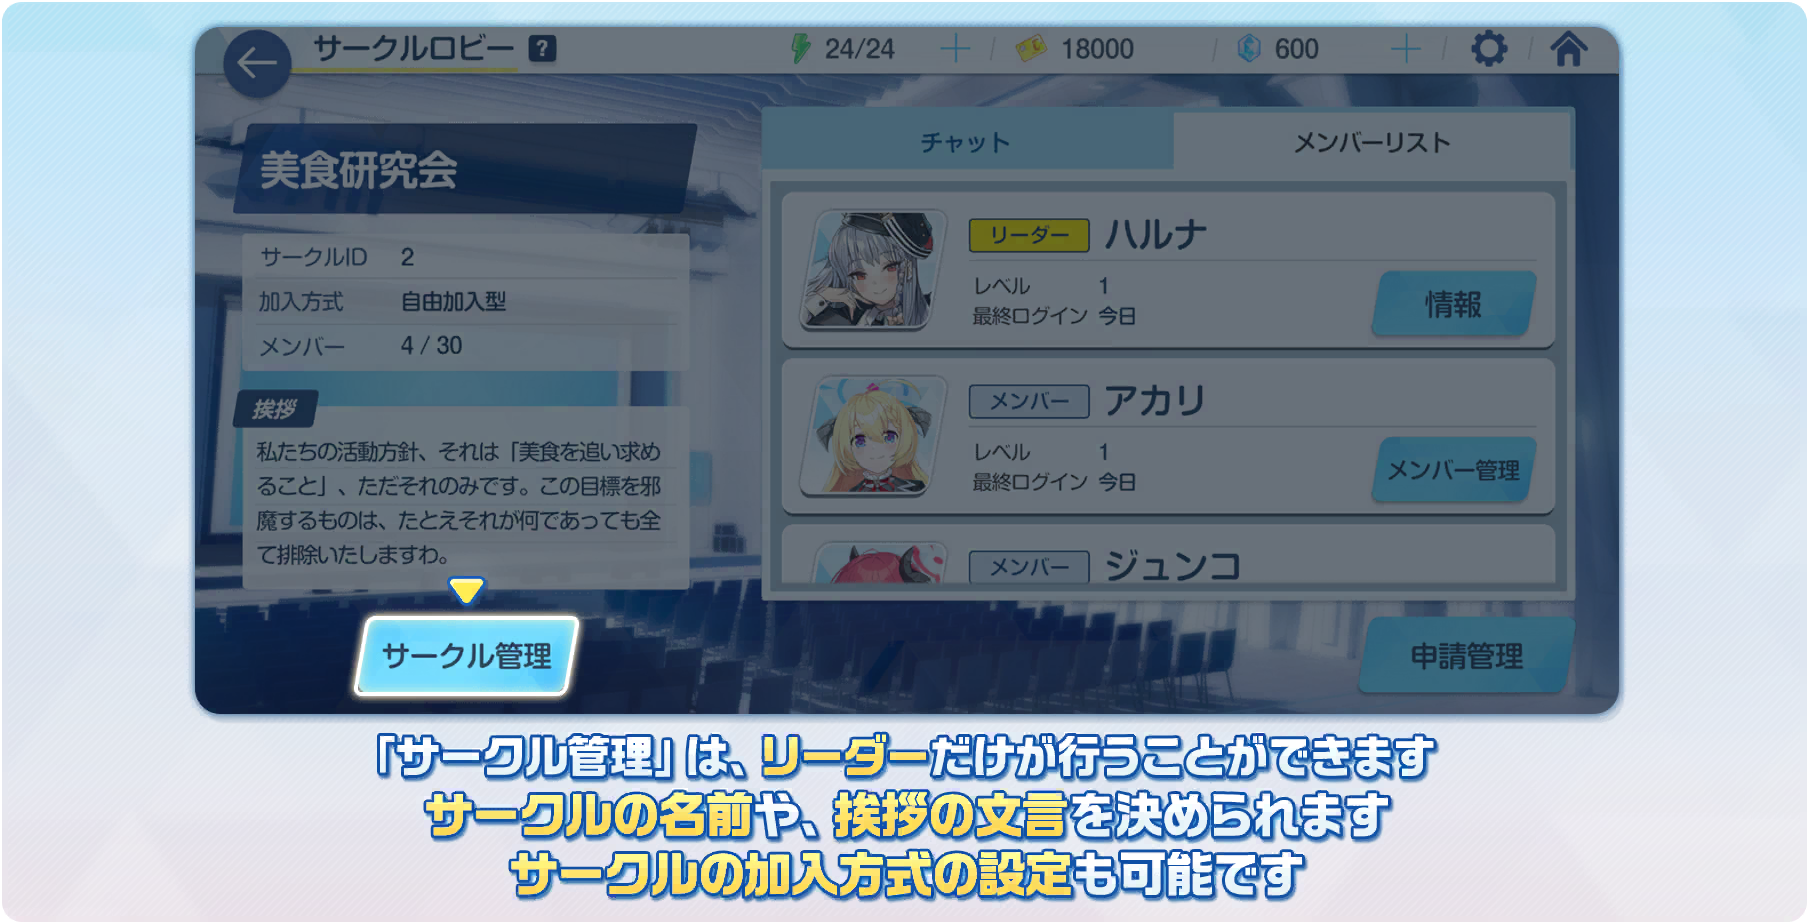 サークルロビー ?
24/24
18000
600
美食研究会
サークルID 2
加入方式 自由加入型
メンバー 4 / 30
挨拶
私たちの活動方針、それは「美食を追い求め
ること」、ただそれのみです。この目標を邪
魔するものは、たとえそれが何であっても全
て排除いたしますわ。
サークル管理
チャット
メンバーリスト
リーダー ハルナ
レベル 1
最終ログイン 今日
情報
メンバー アカリ
レベル 1
最終ログイン 今日
メンバー管理
メンバー ジュンコ
申請管理
「サークル管理」は、リーダーだけが行うことができます
サークルの名前や、挨拶の文言を決められます
サークルの加入方式の設定も可能です